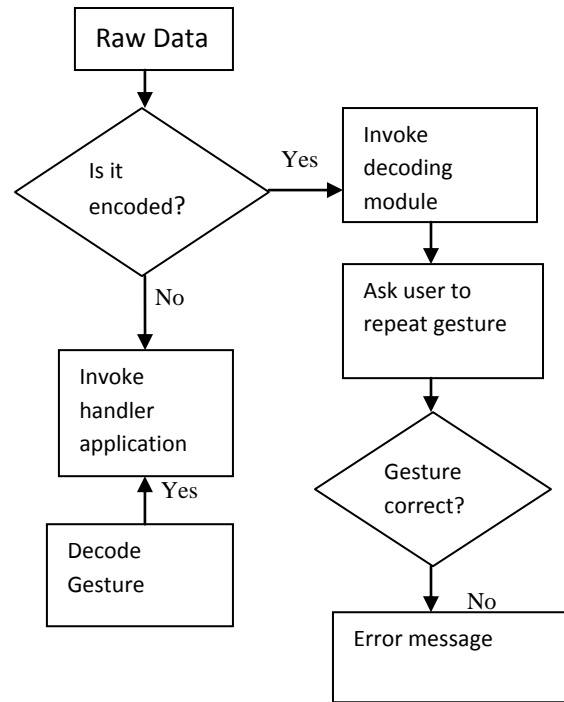 Raw Data
Is it
encoded?
Yes
Invoke
decoding
module
No
Ask user to
repeat gesture
Invoke
handler
application
Gesture
correct?
Yes
Decode
Gesture
No
Error message